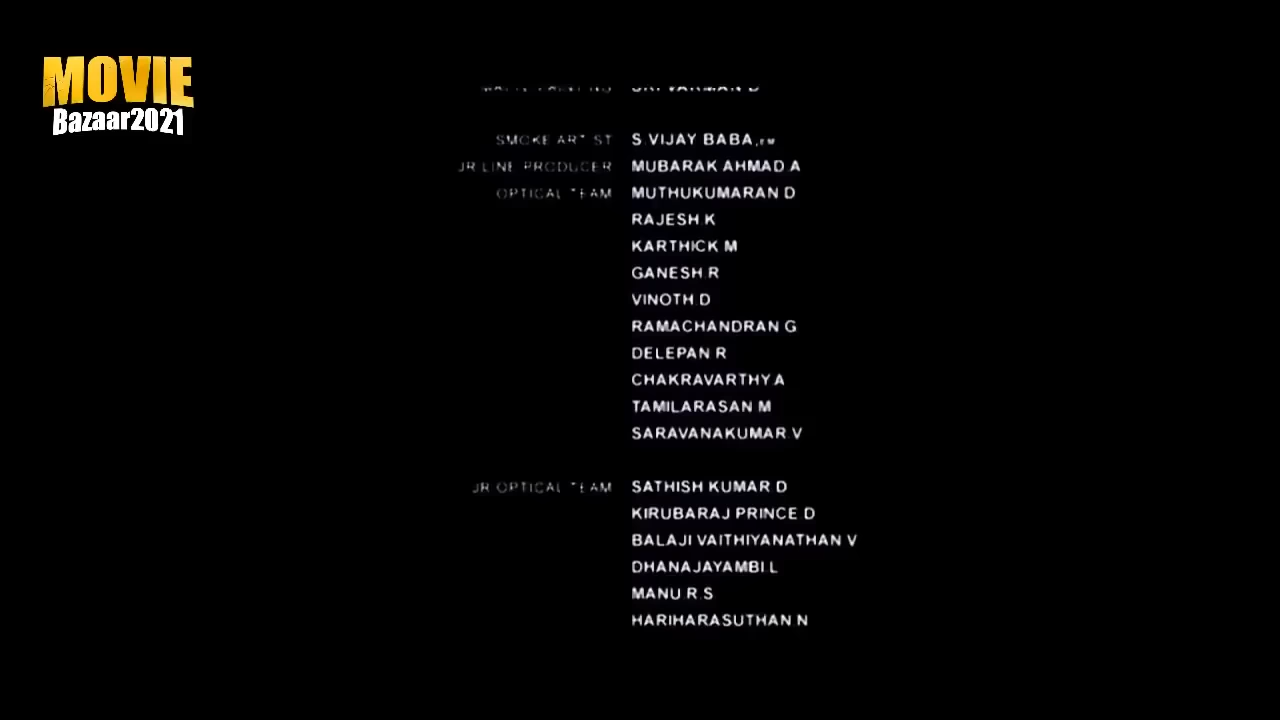 MOVIE
Bazaar2021
SMOKE ARTIST S.VIJAY BABA,
JR.LINE PRODUCER MUBARAK AHMAD.A
OPTICAL TEAM MUTHUKUMARAN D
RAJESH K
KARTHICK M
GANESH.R
VINOTH.D
RAMACHANDRAN G
DELEPAN R
CHAKRAVARTHY.A
TAMILARASAN M
SARAVANAKUMAR.V
JR.OPTICAL TEAM SATHISH KUMAR D
KIRUBARAJ PRINCE D
BALAJI VAITHIYANATHAN V
DHANAJAYAMBI.L
MANU.R.S
HARIHARASUTHAN N